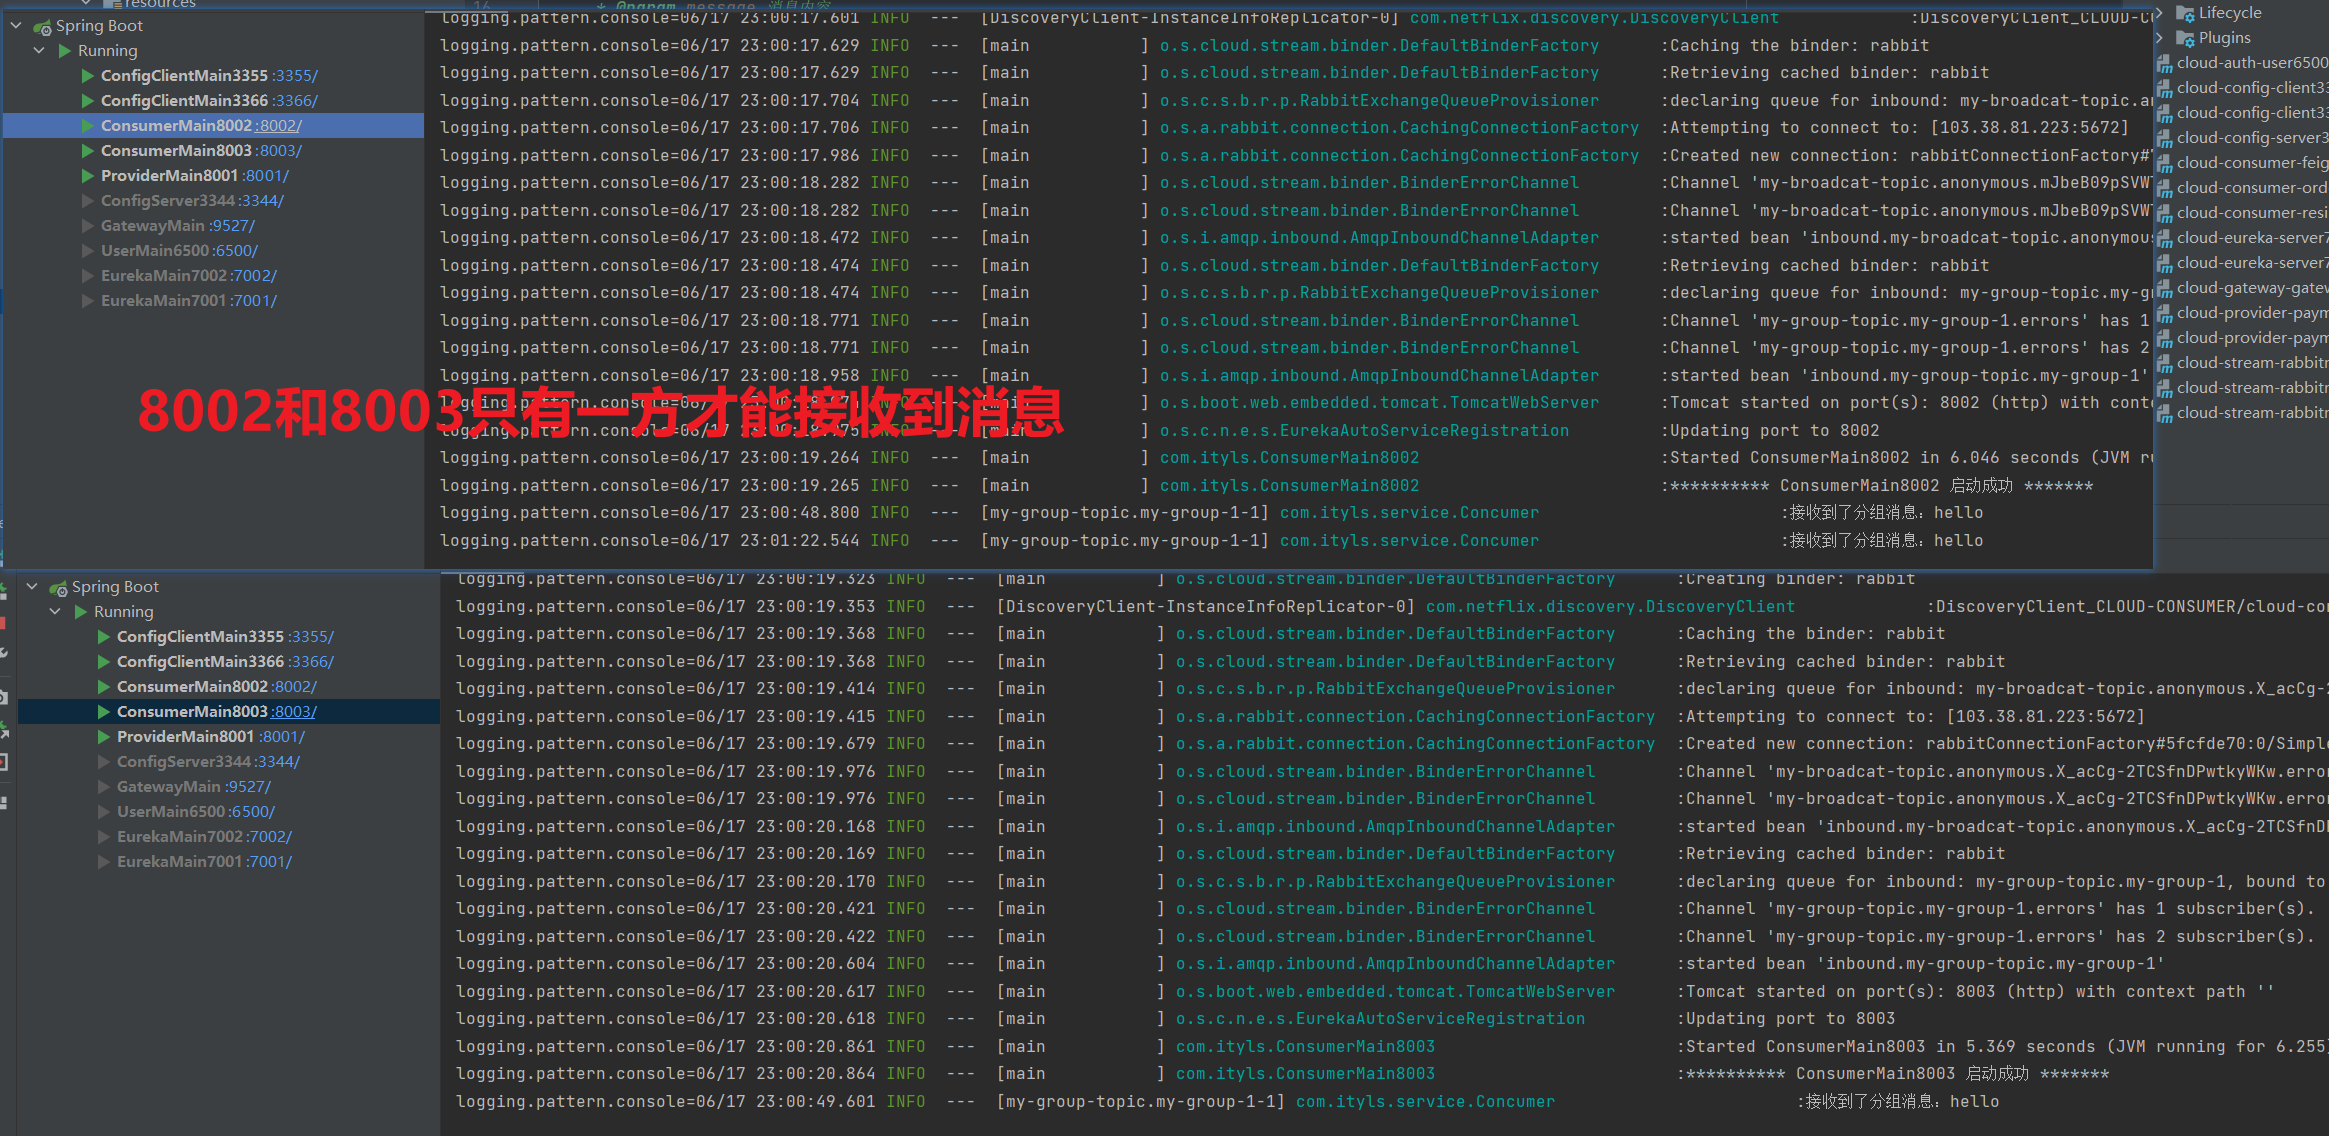 resources
16 * @param message 消息内容
Spring Boot
Running
ConfigClientMain3355 :3355/
ConfigClientMain3366 :3366/
ConsumerMain8002 :8002/
ConsumerMain8003 :8003/
ProviderMain8001 :8001/
ConfigServer3344 :3344/
GatewayMain :9527/
UserMain6500 :6500/
EurekaMain7002 :7002/
EurekaMain7001 :7001/
logging.pattern.console=06/17 23:00:17.601 INFO --- [DiscoveryClient-InstanceInfoReplicator-0] com.netflix.discovery.DiscoveryClient :DiscoveryClient_CLOUD-CO
logging.pattern.console=06/17 23:00:17.629 INFO --- [main ] o.s.cloud.stream.binder.DefaultBinderFactory :Caching the binder: rabbit
logging.pattern.console=06/17 23:00:17.629 INFO --- [main ] o.s.cloud.stream.binder.DefaultBinderFactory :Retrieving cached binder: rabbit
logging.pattern.console=06/17 23:00:17.704 INFO --- [main ] o.s.c.s.b.r.p.RabbitExchangeQueueProvisioner :declaring queue for inbound: my-broadcat-topic.an
logging.pattern.console=06/17 23:00:17.706 INFO --- [main ] o.s.a.rabbit.connection.CachingConnectionFactory :Attempting to connect to: [103.38.81.223:5672]
logging.pattern.console=06/17 23:00:17.986 INFO --- [main ] o.s.a.rabbit.connection.CachingConnectionFactory :Created new connection: rabbitConnectionFactory#
logging.pattern.console=06/17 23:00:18.282 INFO --- [main ] o.s.cloud.stream.binder.BinderErrorChannel :Channel 'my-broadcat-topic.anonymous.mJbeB09pSVW
logging.pattern.console=06/17 23:00:18.282 INFO --- [main ] o.s.cloud.stream.binder.BinderErrorChannel :Channel 'my-broadcat-topic.anonymous.mJbeB09pSVW
logging.pattern.console=06/17 23:00:18.472 INFO --- [main ] o.s.i.amqp.inbound.AmqpInboundChannelAdapter :started bean 'inbound.my-broadcat-topic.anonymous
logging.pattern.console=06/17 23:00:18.474 INFO --- [main ] o.s.cloud.stream.binder.DefaultBinderFactory :Retrieving cached binder: rabbit
logging.pattern.console=06/17 23:00:18.474 INFO --- [main ] o.s.c.s.b.r.p.RabbitExchangeQueueProvisioner :declaring queue for inbound: my-group-topic.my-g
logging.pattern.console=06/17 23:00:18.771 INFO --- [main ] o.s.cloud.stream.binder.BinderErrorChannel :Channel 'my-group-topic.my-group-1.errors' has 1
logging.pattern.console=06/17 23:00:18.771 INFO --- [main ] o.s.cloud.stream.binder.BinderErrorChannel :Channel 'my-group-topic.my-group-1.errors' has 2
logging.pattern.console=06/17 23:00:18.958 INFO --- [main ] o.s.i.amqp.inbound.AmqpInboundChannelAdapter :started bean 'inbound.my-group-topic.my-group-1'
8002和8003只有一方才能接收到消息
o.s.boot.web.embedded.tomcat.TomcatWebServer :Tomcat started on port(s): 8002 (http) with conte
o.s.c.n.e.s.EurekaAutoServiceRegistration :Updating port to 8002
logging.pattern.console=06/17 23:00:19.264 INFO --- [main ] com.ityls.ConsumerMain8002 :Started ConsumerMain8002 in 6.046 seconds (JVM ru
logging.pattern.console=06/17 23:00:19.265 INFO --- [main ] com.ityls.ConsumerMain8002 :********** ConsumerMain8002 启动成功 *******
logging.pattern.console=06/17 23:00:48.800 INFO --- [my-group-topic.my-group-1-1] com.ityls.service.Concumer :接收到了分组消息：hello
logging.pattern.console=06/17 23:01:22.544 INFO --- [my-group-topic.my-group-1-1] com.ityls.service.Concumer :接收到了分组消息：hello
Lifecycle
Plugins
cloud-auth-user6500
cloud-config-client33
cloud-config-client33
cloud-config-server3
cloud-consumer-feig
cloud-consumer-ord
cloud-consumer-resi
cloud-eureka-server7
cloud-eureka-server7
cloud-gateway-gatew
cloud-provider-paym
cloud-provider-paym
cloud-stream-rabbitm
cloud-stream-rabbitm
cloud-stream-rabbitm
Spring Boot
Running
ConfigClientMain3355 :3355/
ConfigClientMain3366 :3366/
ConsumerMain8002 :8002/
ConsumerMain8003 :8003/
ProviderMain8001 :8001/
ConfigServer3344 :3344/
GatewayMain :9527/
UserMain6500 :6500/
EurekaMain7002 :7002/
EurekaMain7001 :7001/
logging.pattern.console=06/17 23:00:19.323 INFO --- [main ] o.s.cloud.stream.binder.DefaultBinderFactory :Creating binder: rabbit
logging.pattern.console=06/17 23:00:19.353 INFO --- [DiscoveryClient-InstanceInfoReplicator-0] com.netflix.discovery.DiscoveryClient :DiscoveryClient_CLOUD-CONSUMER/cloud-con
logging.pattern.console=06/17 23:00:19.368 INFO --- [main ] o.s.cloud.stream.binder.DefaultBinderFactory :Caching the binder: rabbit
logging.pattern.console=06/17 23:00:19.368 INFO --- [main ] o.s.cloud.stream.binder.DefaultBinderFactory :Retrieving cached binder: rabbit
logging.pattern.console=06/17 23:00:19.414 INFO --- [main ] o.s.c.s.b.r.p.RabbitExchangeQueueProvisioner :declaring queue for inbound: my-broadcat-topic.anonymous.X_acCg-2
logging.pattern.console=06/17 23:00:19.415 INFO --- [main ] o.s.a.rabbit.connection.CachingConnectionFactory :Attempting to connect to: [103.38.81.223:5672]
logging.pattern.console=06/17 23:00:19.679 INFO --- [main ] o.s.a.rabbit.connection.CachingConnectionFactory :Created new connection: rabbitConnectionFactory#5fcfde70:0/Simple
logging.pattern.console=06/17 23:00:19.976 INFO --- [main ] o.s.cloud.stream.binder.BinderErrorChannel :Channel 'my-broadcat-topic.anonymous.X_acCg-2TCSfnDPwtkyWKw.error
logging.pattern.console=06/17 23:00:19.976 INFO --- [main ] o.s.cloud.stream.binder.BinderErrorChannel :Channel 'my-broadcat-topic.anonymous.X_acCg-2TCSfnDPwtkyWKw.error
logging.pattern.console=06/17 23:00:20.168 INFO --- [main ] o.s.i.amqp.inbound.AmqpInboundChannelAdapter :started bean 'inbound.my-broadcat-topic.anonymous.X_acCg-2TCSfnD
logging.pattern.console=06/17 23:00:20.169 INFO --- [main ] o.s.cloud.stream.binder.DefaultBinderFactory :Retrieving cached binder: rabbit
logging.pattern.console=06/17 23:00:20.170 INFO --- [main ] o.s.c.s.b.r.p.RabbitExchangeQueueProvisioner :declaring queue for inbound: my-group-topic.my-group-1, bound to
logging.pattern.console=06/17 23:00:20.421 INFO --- [main ] o.s.cloud.stream.binder.BinderErrorChannel :Channel 'my-group-topic.my-group-1.errors' has 1 subscriber(s).
logging.pattern.console=06/17 23:00:20.422 INFO --- [main ] o.s.cloud.stream.binder.BinderErrorChannel :Channel 'my-group-topic.my-group-1.errors' has 2 subscriber(s).
logging.pattern.console=06/17 23:00:20.604 INFO --- [main ] o.s.i.amqp.inbound.AmqpInboundChannelAdapter :started bean 'inbound.my-group-topic.my-group-1'
logging.pattern.console=06/17 23:00:20.617 INFO --- [main ] o.s.boot.web.embedded.tomcat.TomcatWebServer :Tomcat started on port(s): 8003 (http) with context path ''
logging.pattern.console=06/17 23:00:20.618 INFO --- [main ] o.s.c.n.e.s.EurekaAutoServiceRegistration :Updating port to 8003
logging.pattern.console=06/17 23:00:20.861 INFO --- [main ] com.ityls.ConsumerMain8003 :Started ConsumerMain8003 in 5.369 seconds (JVM running for 6.255)
logging.pattern.console=06/17 23:00:20.864 INFO --- [main ] com.ityls.ConsumerMain8003 :********** ConsumerMain8003 启动成功 *******
logging.pattern.console=06/17 23:00:49.601 INFO --- [my-group-topic.my-group-1-1] com.ityls.service.Concumer :接收到了分组消息：hello